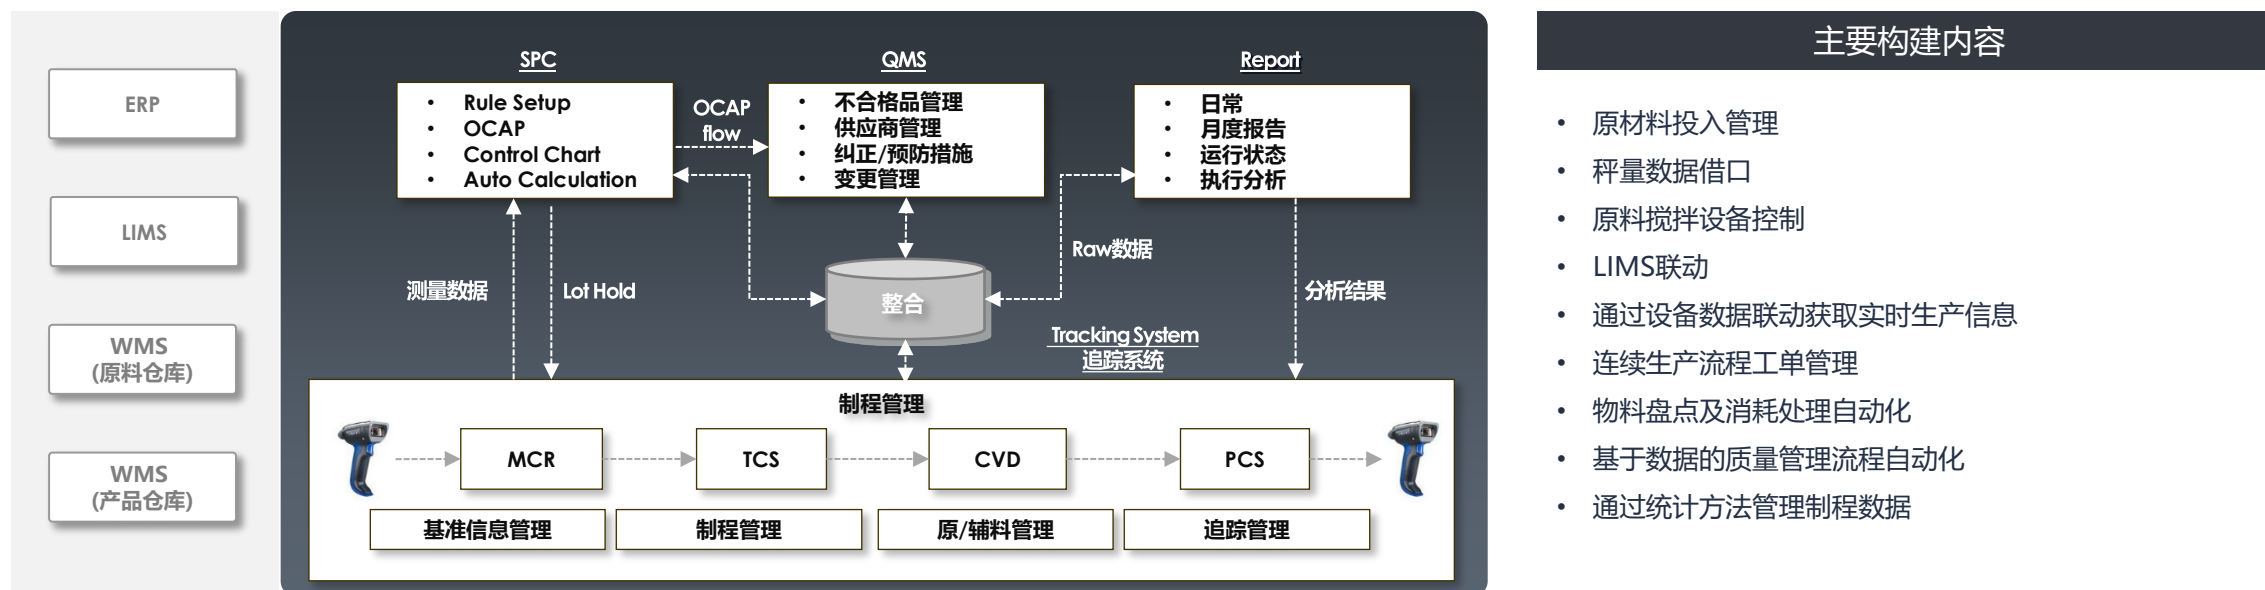 ERP
LIMS
WMS
(原料仓库)
WMS
(产品仓库)
SPC
• Rule Setup
• OCAP
• Control Chart
• Auto Calculation
OCAP
flow
QMS
• 不合格品管理
• 供应商管理
• 纠正/预防措施
• 变更管理
Report
• 日常
• 月度报告
• 运行状态
• 执行分析
测量数据
Lot Hold
整合
Raw数据
分析结果
Tracking System
追踪系统
制程管理
MCR
TCS
CVD
PCS
基准信息管理
制程管理
原/辅料管理
追踪管理
主要构建内容
• 原材料投入管理
• 秤量数据借口
• 原料搅拌设备控制
• LIMS联动
• 通过设备数据联动获取实时生产信息
• 连续生产流程工单管理
• 物料盘点及消耗处理自动化
• 基于数据的质量管理流程自动化
• 通过统计方法管理制程数据